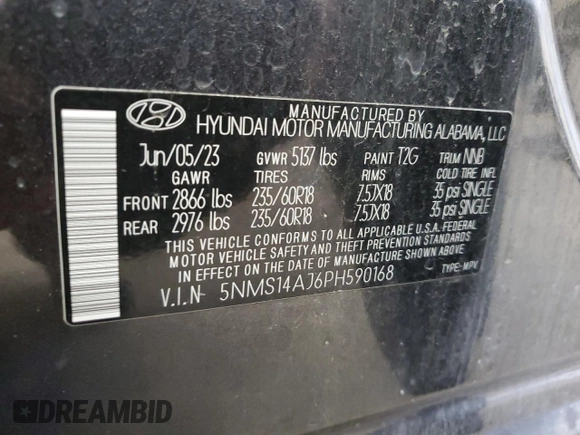 MANUFACTURED BY
HYUNDAI MOTOR MANUFACTURING ALABAMA, LLC
Jun/05/23 GVWR 5137 lbs PAINT T2G TRIM NNB
GAWR TIRES RIMS COLD TIRE INFL
FRONT 2866 lbs 235/60R18 7.5JX18 35 psi SINGLE
REAR 2976 lbs 235/60R18 7.5JX18 35 psi SINGLE
THIS VEHICLE CONFORMS TO ALL APPLICABLE U.S.A. FEDERAL
MOTOR VEHICLE SAFETY AND THEFT PREVENTION STANDARDS
IN EFFECT ON THE DATE OF MANUFACTURE SHOWN ABOVE.
V.I.N 5NMS14AJ6PH590168 TYPE: MPV
DREAMBID